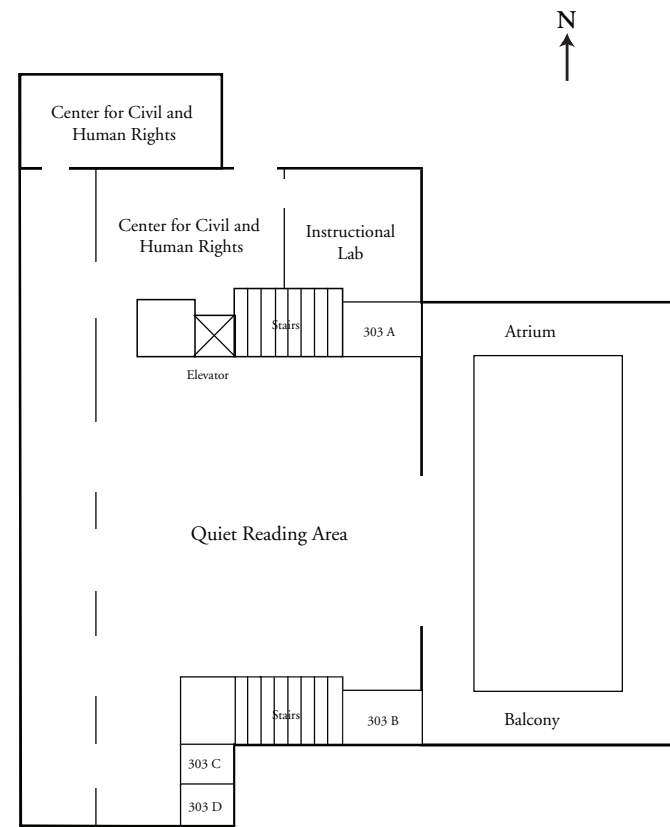 N
Center for Civil and
Human Rights
Center for Civil and
Human Rights
Instructional
Lab
Stairs
303 A
Atrium
Elevator
Quiet Reading Area
Stairs
303 B
Balcony
303 C
303 D